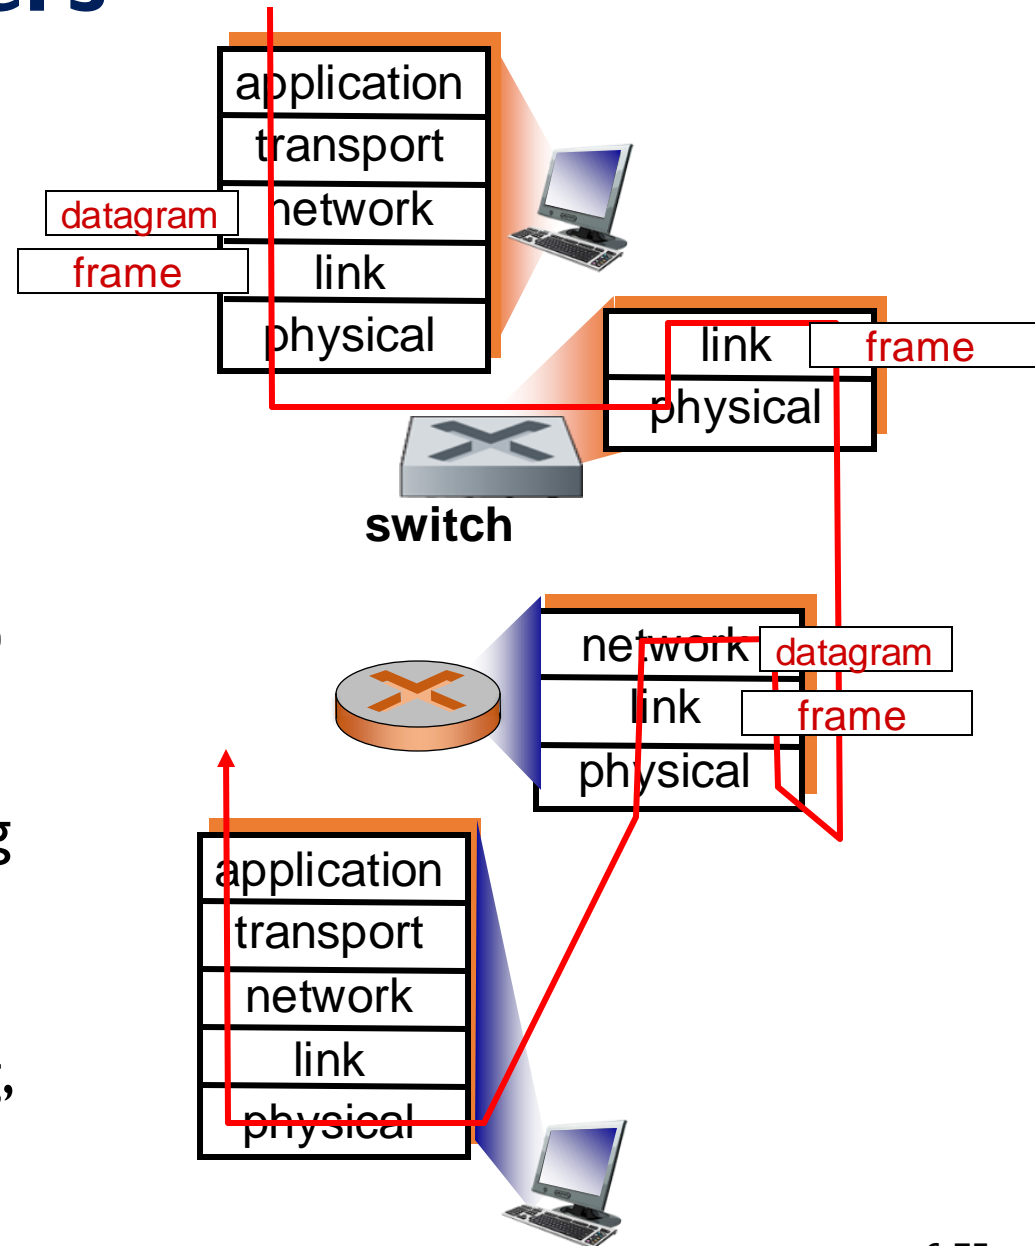 application
transport
datagram network
frame link
physical
link frame
physical
switch
network datagram
link frame
physical
g
application
transport
network
link
,
physical